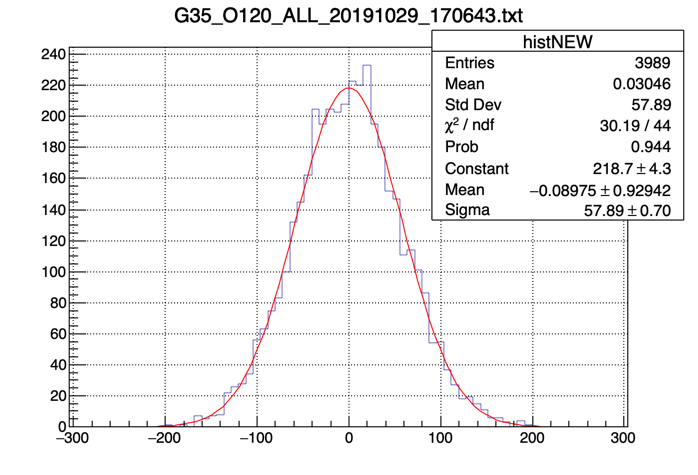 G35_O120_ALL_20191029_170643.txt
histNEW
Entries 3989
Mean 0.03046
Std Dev 57.89
χ² / ndf 30.19 / 44
Prob 0.944
Constant 218.7 ± 4.3
Mean −0.08975 ± 0.92942
Sigma 57.89 ± 0.70
240
220
200
180
160
140
120
100
80
60
40
20
0
−300 −200 −100 0 100 200 300